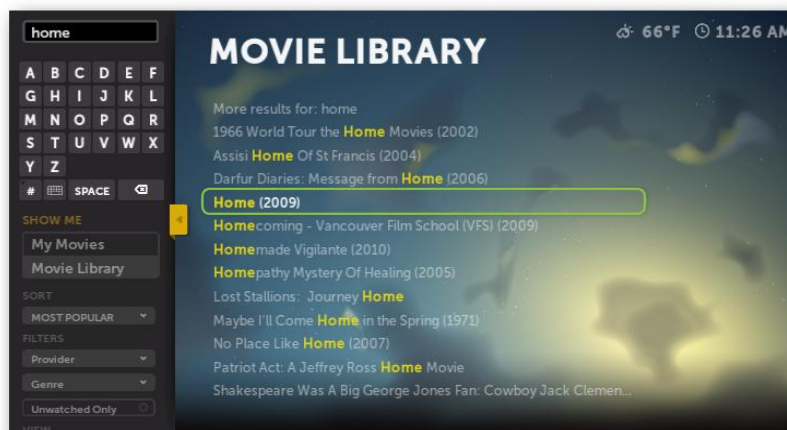 home
A B C D E F
G H I J K L
M N O P Q R
S T U V W X
Y Z
# SPACE
SHOW ME
My Movies
Movie Library
SORT
MOST POPULAR
FILTERS
Provider
Genre
Unwatched Only
VIEW
66°F 11:26 AM
MOVIE LIBRARY
More results for: home
1966 World Tour the Home Movies (2002)
Assisi Home Of St Francis (2004)
Darfur Diaries: Message from Home (2006)
Home (2009)
Homecoming - Vancouver Film School (VFS) (2009)
Homemade Vigilante (2010)
Homepathy Mystery Of Healing (2005)
Lost Stallions: Journey Home
Maybe I'll Come Home in the Spring (1971)
No Place Like Home (2007)
Patriot Act: A Jeffrey Ross Home Movie
Shakespeare Was A Big George Jones Fan: Cowboy Jack Clemen...